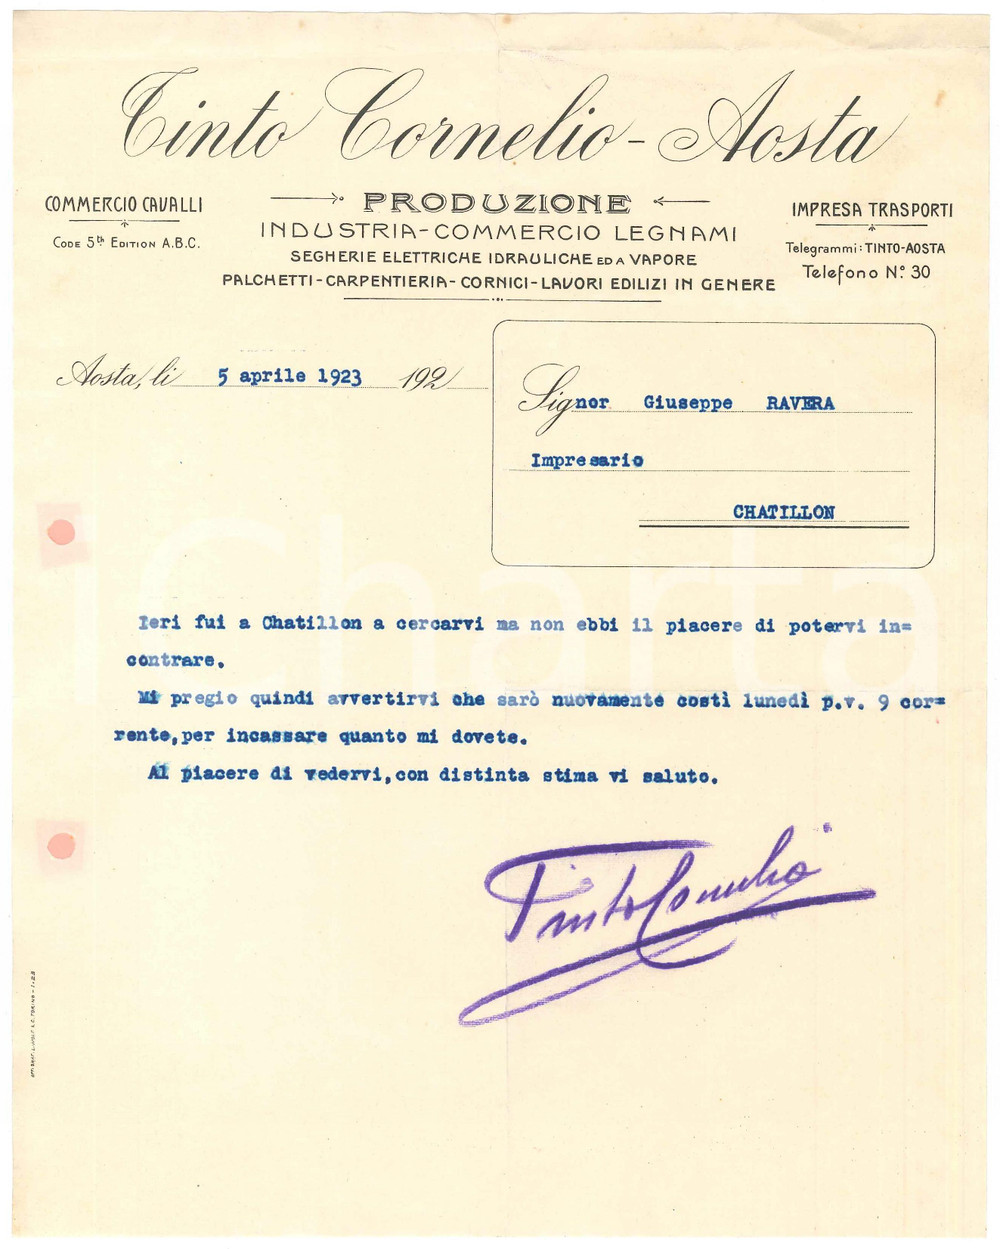 Tinto Cornelio - Aosta
COMMERCIO CAVALLI
CODE 5th EDITION A.B.C.
PRODUZIONE
INDUSTRIA-COMMERCIO LEGNAMI
SEGHERIE ELETTRICHE IDRAULICHE ED A VAPORE
PALCHETTI-CARPENTIERIA-CORNICI-LAVORI EDILIZI IN GENERE
IMPRESA TRASPORTI
Telegrammi: TINTO-AOSTA
Telefono N.º 30
Aosta, li 5 aprile 1923 192
Signor Giuseppe RAVERA
Impresario
CHATILLON
Ieri fui a Chatillon a cercarvi ma non ebbi il piacere di potervi in=
contrare.
Mi pregio quindi avvertirvi che sarò nuovamente costì lunedì p.v. 9 cor=
rente,per incassare quanto mi dovete.
Al piacere di vedervi,con distinta stima vi saluto.
Tinto Cornelio
iCharta